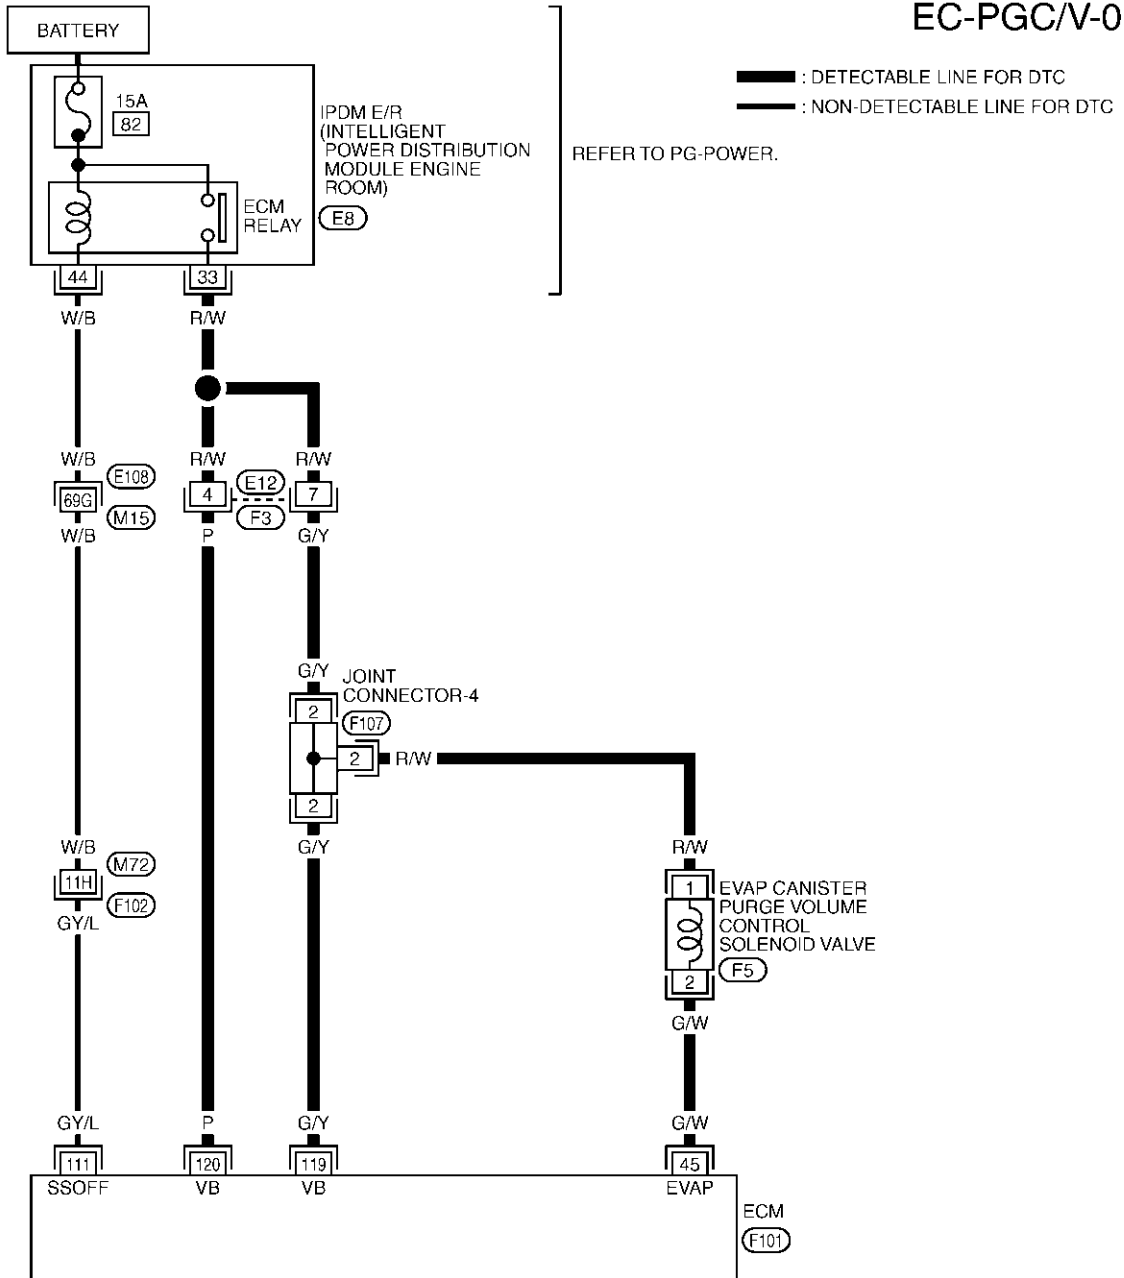 EC-PGC/V-0
BATTERY
: DETECTABLE LINE FOR DTC
: NON-DETECTABLE LINE FOR DTC
15A
82
IPDM E/R
(INTELLIGENT
POWER DISTRIBUTION
MODULE ENGINE
ROOM)
E8
REFER TO PG-POWER.
ECM
RELAY
44
33
W/B
R/W
W/B
R/W
R/W
E108
69G
M15
4
E12
F3
7
W/B
P
G/Y
G/Y
JOINT
CONNECTOR-4
2
F107
2
R/W
2
W/B
G/Y
R/W
M72
11H
F102
1
EVAP CANISTER
PURGE VOLUME
CONTROL
SOLENOID VALVE
GY/L
2
F5
G/W
GY/L
P
G/Y
G/W
111
120
119
45
SSOFF
VB
VB
EVAP
ECM
F101